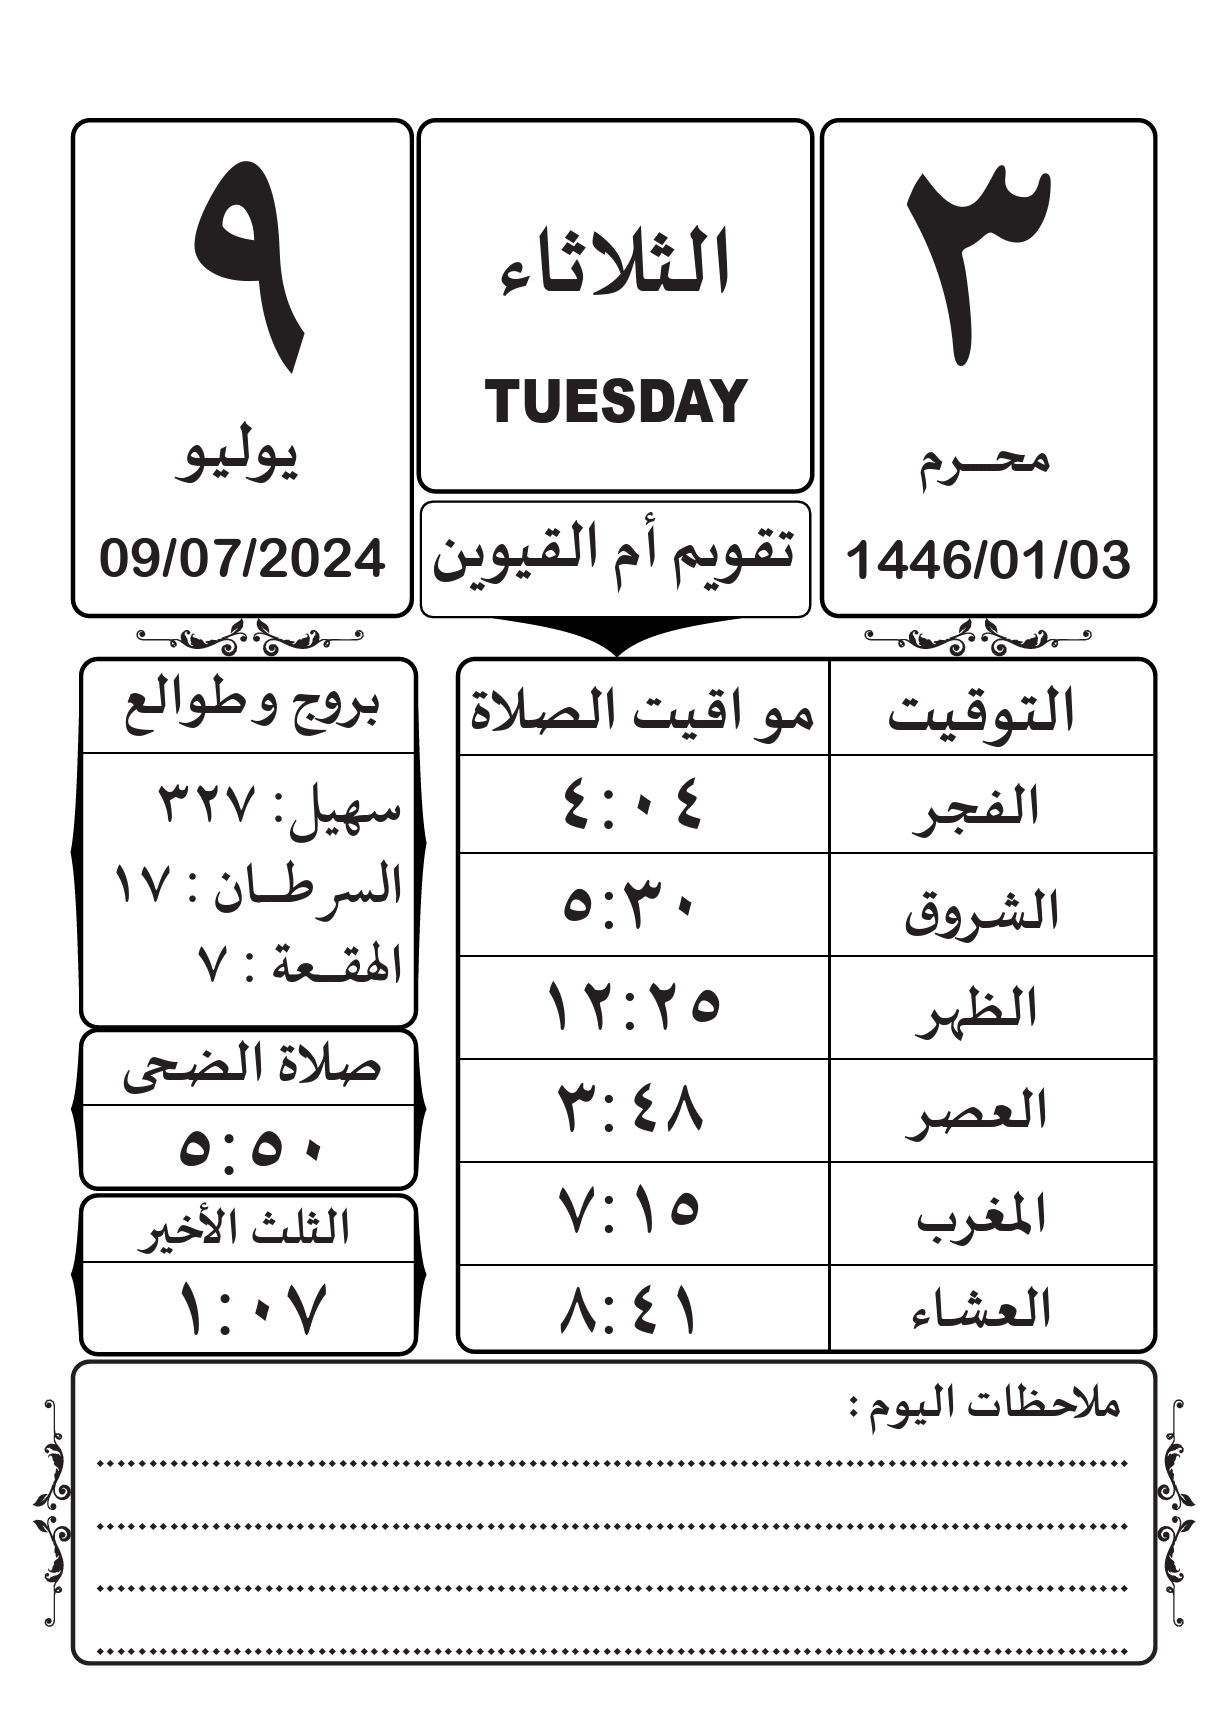 ٣
محـرم
1446/01/03
الثلاثاء
TUESDAY
تقويم أم القيوين
٩
يوليو
09/07/2024
التوقيت مو اقيت الصلاة
الفجر ٤:٠٤
الشروق ٥:٣٠
الظهر ١٢:٢٥
العصر ٣:٤٨
المغرب ٧:١٥
العشاء ٨:٤١
بروج وطوالع
سهيل: ٣٢٧
السرطـان : ١٧
الهقـعة : ٧
صلاة الضحى
٥:٥٠
الثلث الأخير
١:٠٧
ملاحظات اليوم :